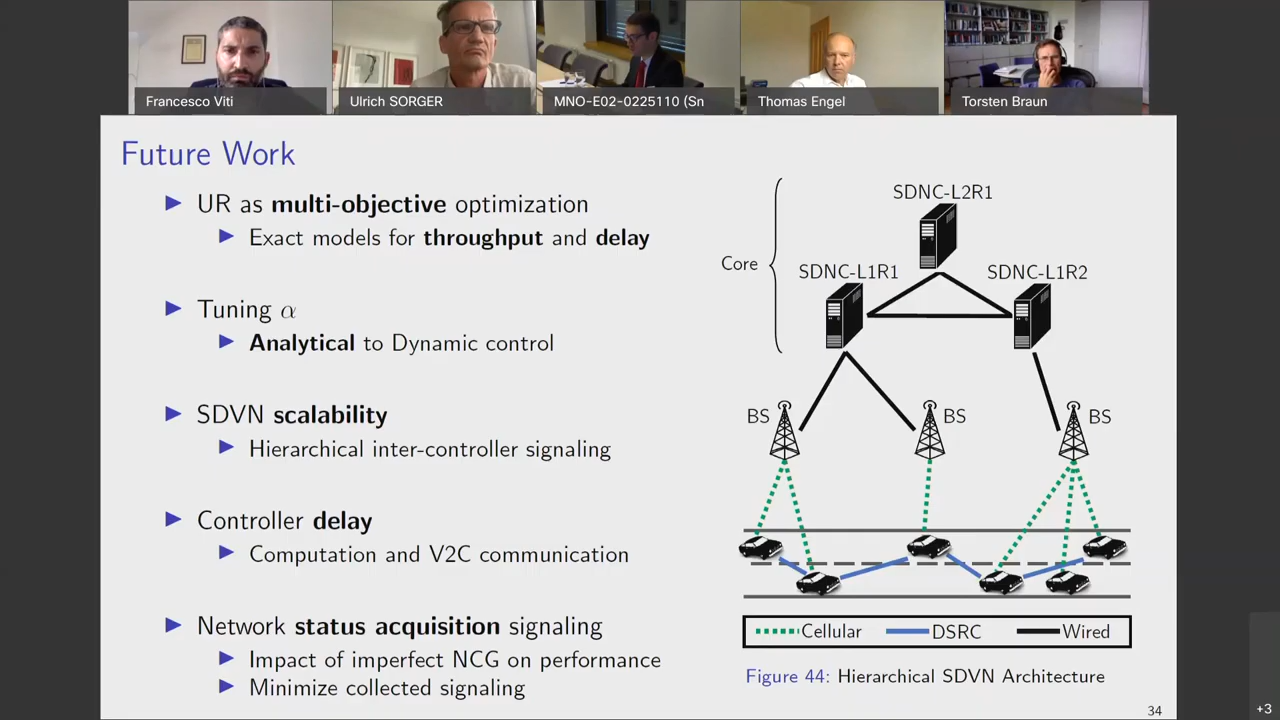 Francesco Viti
Ulrich SORGER
MNO-E02-0225110 (Sn
Thomas Engel
Torsten Braun
Future Work
▶ UR as multi-objective optimization
▶ Exact models for throughput and delay
▶ Tuning α
▶ Analytical to Dynamic control
▶ SDVN scalability
▶ Hierarchical inter-controller signaling
▶ Controller delay
▶ Computation and V2C communication
▶ Network status acquisition signaling
▶ Impact of imperfect NCG on performance
▶ Minimize collected signaling
SDNC-L2R1
Core
SDNC-L1R1
SDNC-L1R2
BS
BS
BS
Cellular
DSRC
Wired
Figure 44: Hierarchical SDVN Architecture
34
+3